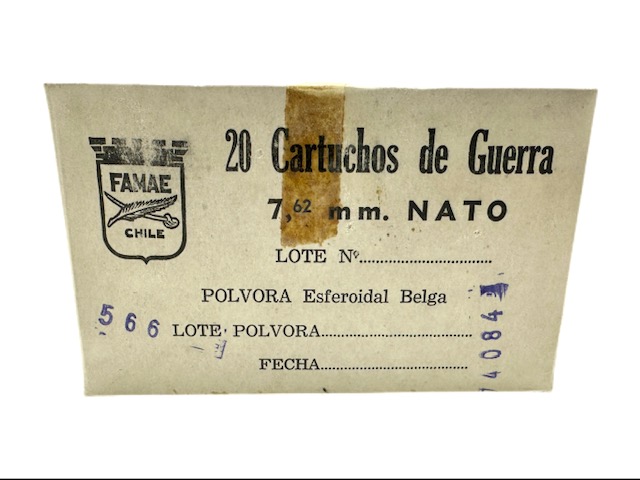 FAMAE
CHILE
20 Cartuchos de Guerra
7,62 mm. NATO
LOTE Nº................................
POLVORA Esferoidal Belga
566
LOTE POLVORA.....................................
FECHA....................................